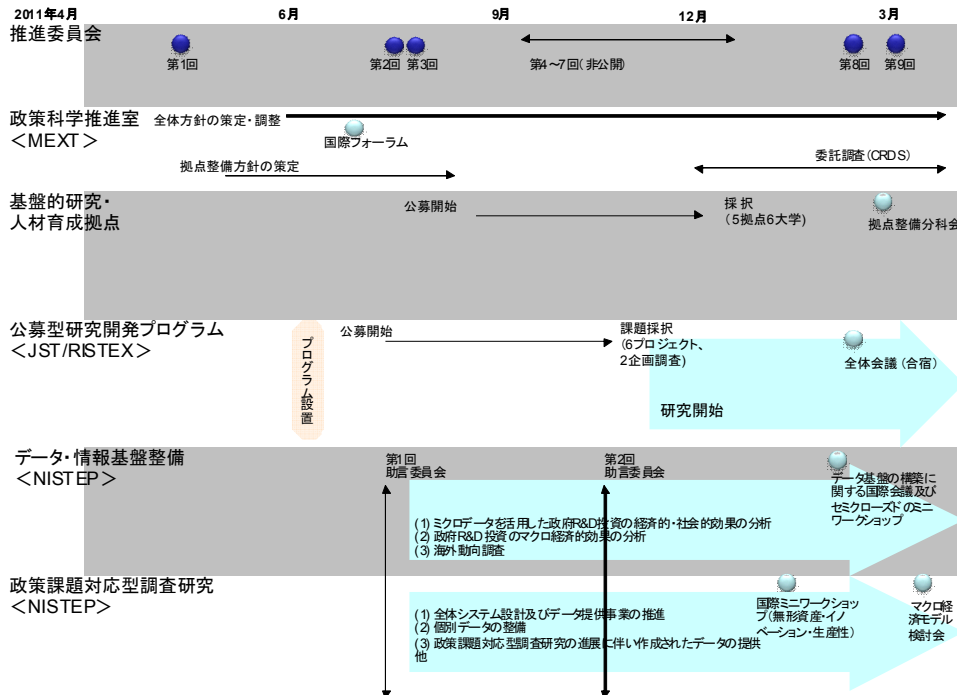 2011年4月 6月 9月 12月 3月
推進委員会
第1回 第2回 第3回 第4～7回(非公開) 第8回 第9回
政策科学推進室
＜MEXT＞
全体方針の策定・調整
国際フォーラム
拠点整備方針の策定
委託調査(CRDS)
基盤的研究・
人材育成拠点
公募開始
採択
（5拠点6大学）
拠点整備分科会
公募型研究開発プログラム
＜JST/RISTEX＞
プログラム設置
公募開始
課題採択
(6プロジェクト、
2企画調査)
全体会議（合宿）
研究開始
データ・情報基盤整備
＜NISTEP＞
第1回
助言委員会
第2回
助言委員会
データ基盤の構築に
関する国際会議及び
セミクローズドのミニ
ワークショップ
(1) ミクロデータを活用した政府R&D投資の経済的・社会的効果の分析
(2) 政府R&D投資のマクロ経済的効果の分析
(3) 海外動向調査
政策課題対応型調査研究
＜NISTEP＞
(1) 全体システム設計及びデータ提供事業の推進
(2) 個別データの整備
(3) 政策課題対応型調査研究の進展に伴い作成されたデータの提供
他
国際ミニワークショッ
プ(無形資産・イノ
ベーション・生産性)
マクロ経
済モデル
検討会